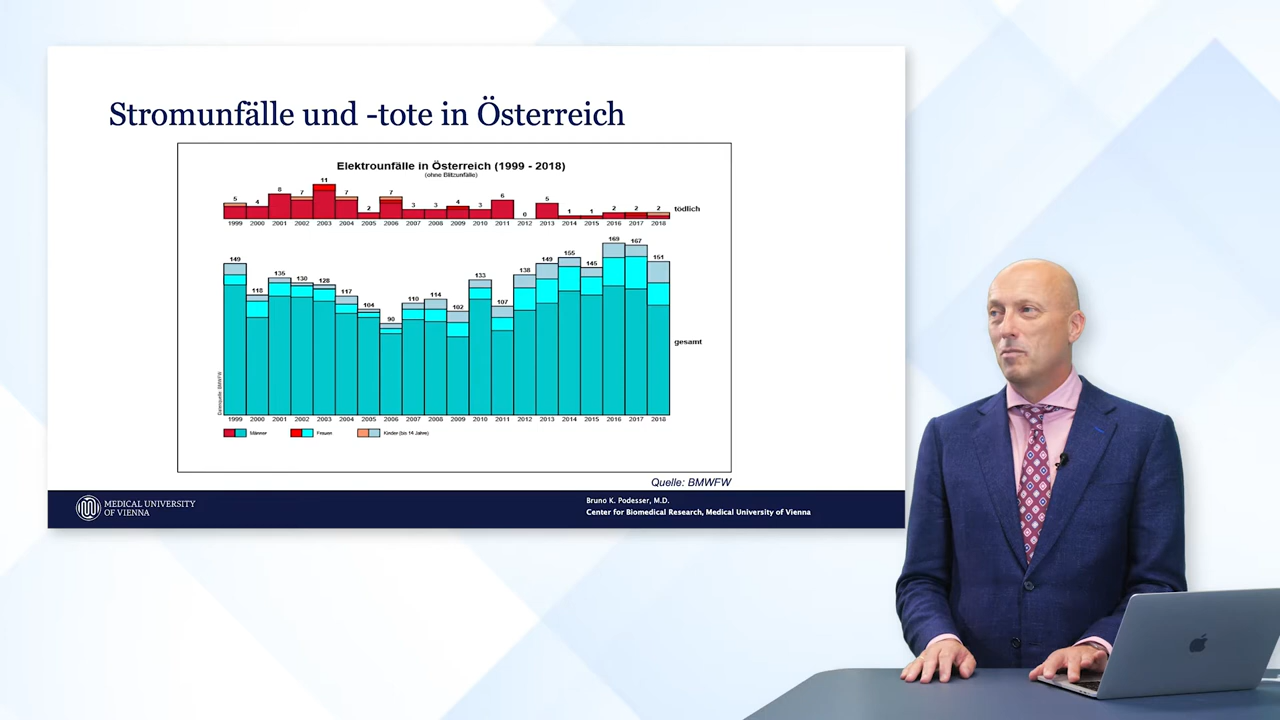 Stromunfälle und -tote in Österreich
Elektrounfälle in Österreich (1999 - 2018)
(ohne Blitzunfälle)
5 4 8 7 11 7 2 7 3 3 4 3 6 0 5 1 1 2 2 2
tödlich
1999 2000 2001 2002 2003 2004 2005 2006 2007 2008 2009 2010 2011 2012 2013 2014 2015 2016 2017 2018
149 118 135 130 128 117 104 90 110 114 102 133 107 138 149 155 145 169 167 151
gesamt
Datenquelle: BMWFW
1999 2000 2001 2002 2003 2004 2005 2006 2007 2008 2009 2010 2011 2012 2013 2014 2015 2016 2017 2018
Männer Frauen Kinder (bis 14 Jahre)
Quelle: BMWFW
MEDICAL UNIVERSITY
OF VIENNA
Bruno K. Podesser, M.D.
Center for Biomedical Research, Medical University of Vienna